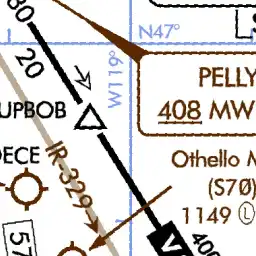 80
20
N47°
W119°
PELLY
408 MW
UPBOB
DECE
IR-329
Othello M
(S70)
1149 Ⓛ
57
V
400